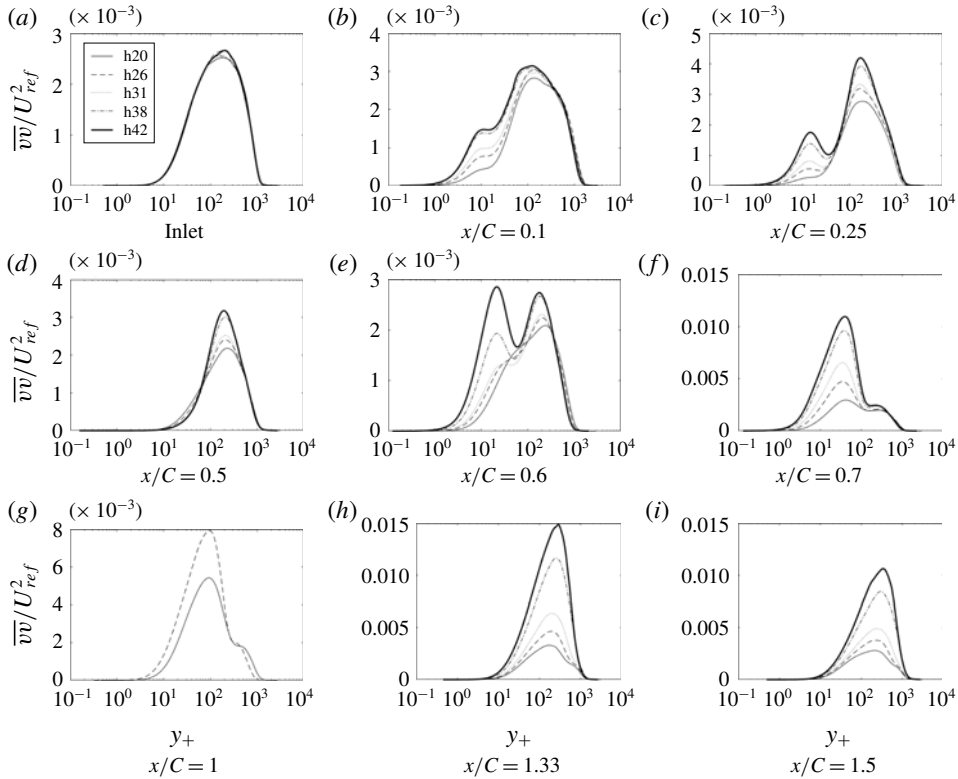 (a) (× 10⁻³) (b) (× 10⁻³) (c) (× 10⁻³)
3 4 5
h20
h26
h31
h38
h42
2
1
0
3
2
1
0
4
3
2
1
0
v̅v̅/U²ref
10⁻¹ 10⁰ 10¹ 10² 10³ 10⁴ 10⁻¹ 10⁰ 10¹ 10² 10³ 10⁴ 10⁻¹ 10⁰ 10¹ 10² 10³ 10⁴
Inlet x/C = 0.1 x/C = 0.25
(d) (× 10⁻³) (e) (× 10⁻³) (f)
4
3
2
1
0
3
2
1
0
0.015
0.010
0.005
0
v̅v̅/U²ref
10⁻¹ 10⁰ 10¹ 10² 10³ 10⁴ 10⁻¹ 10⁰ 10¹ 10² 10³ 10⁴ 10⁻¹ 10⁰ 10¹ 10² 10³ 10⁴
x/C = 0.5 x/C = 0.6 x/C = 0.7
(g) (× 10⁻³) (h) (i)
8
6
4
2
0
0.015
0.010
0.005
0
0.015
0.010
0.005
0
v̅v̅/U²ref
10⁻¹ 10⁰ 10¹ 10² 10³ 10⁴ 10⁻¹ 10⁰ 10¹ 10² 10³ 10⁴ 10⁻¹ 10⁰ 10¹ 10² 10³ 10⁴
y₊ y₊ y₊
x/C = 1 x/C = 1.33 x/C = 1.5